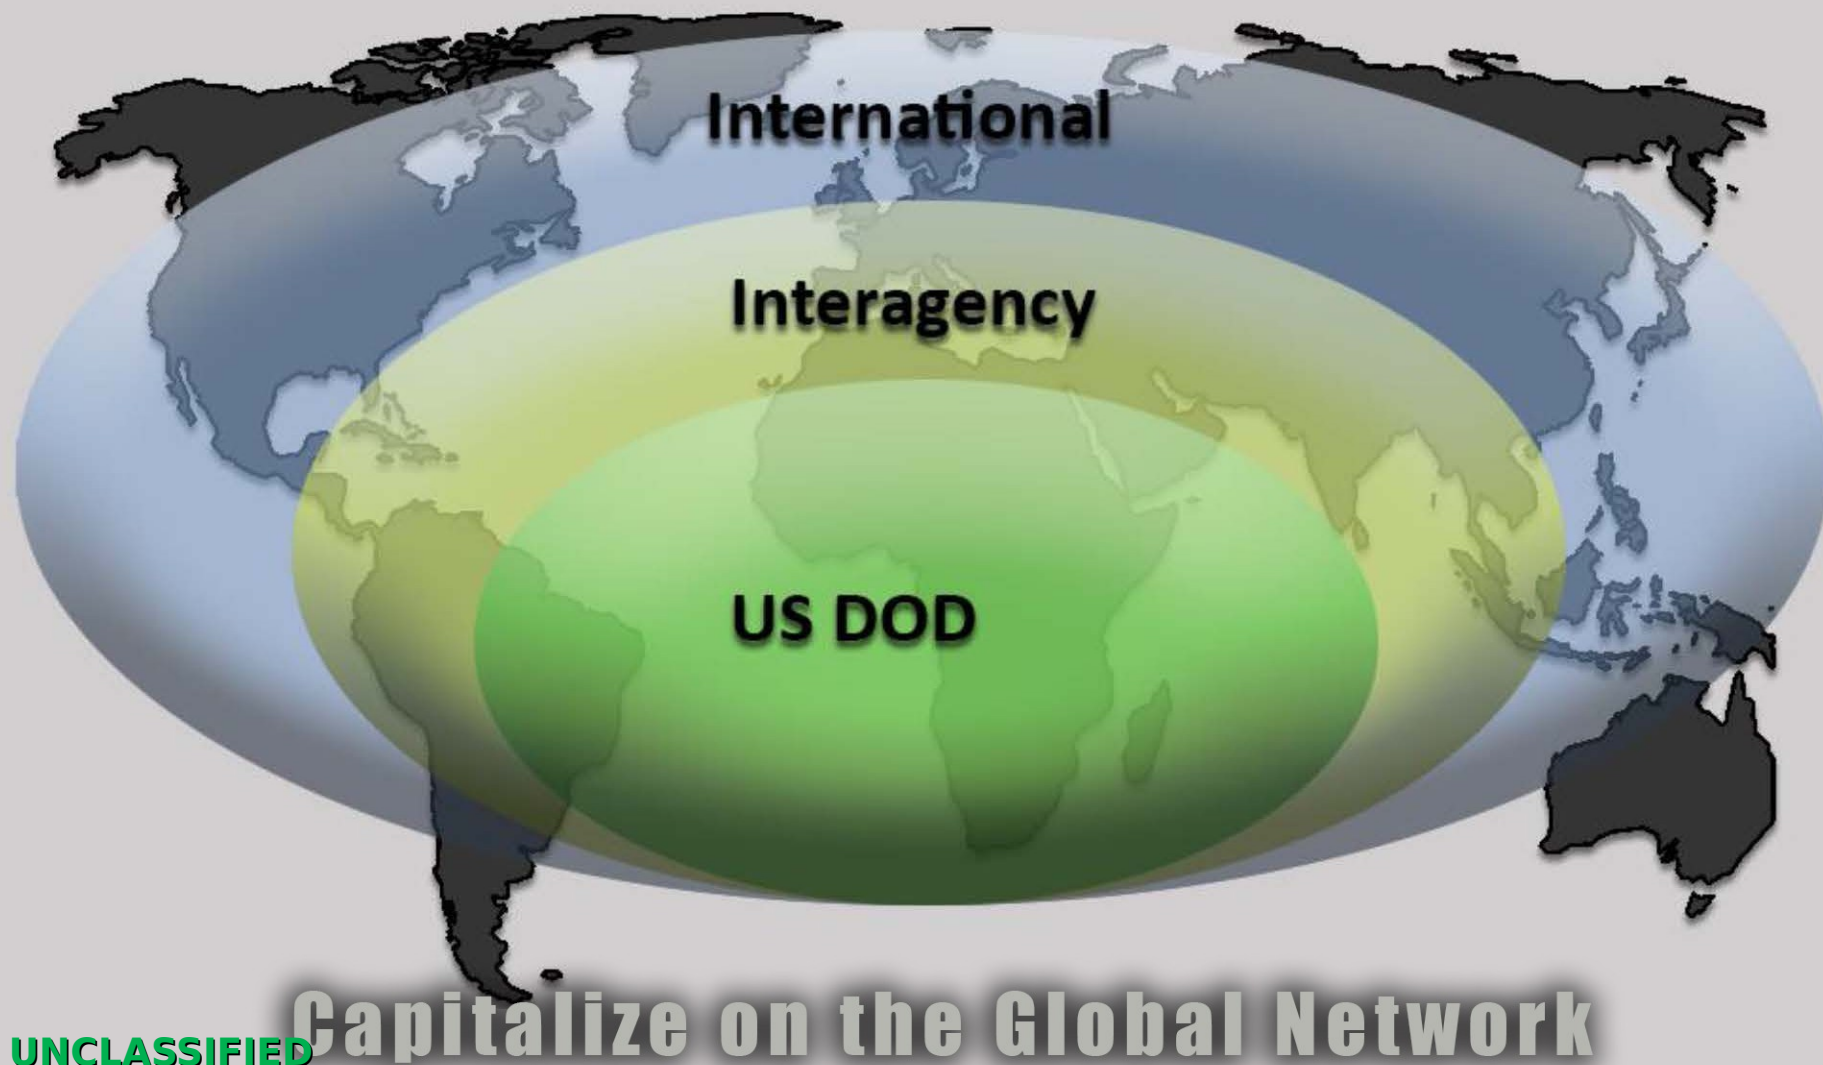 International
Interagency
US DOD
Capitalize on the Global Network
UNCLASSIFIED